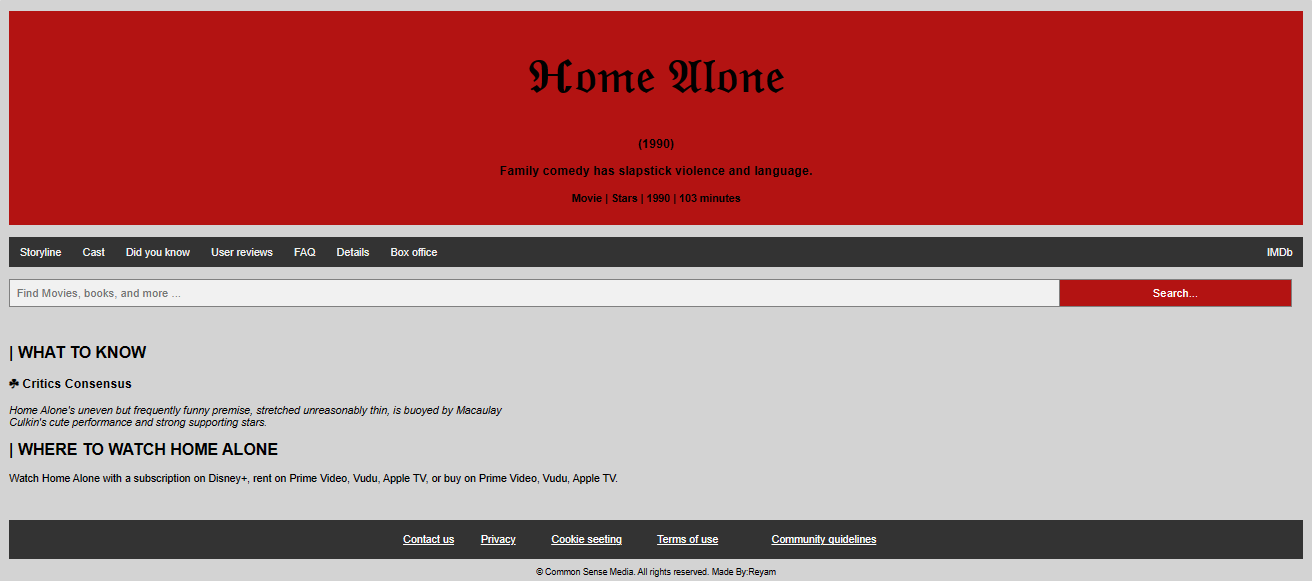 Home Alone
(1990)
Family comedy has slapstick violence and language.
Movie | Stars | 1990 | 103 minutes
Storyline Cast Did you know User reviews FAQ Details Box office IMDb
Find Movies, books, and more ... Search...
| WHAT TO KNOW
☘ Critics Consensus
Home Alone's uneven but frequently funny premise, stretched unreasonably thin, is buoyed by Macaulay
Culkin's cute performance and strong supporting stars.
| WHERE TO WATCH HOME ALONE
Watch Home Alone with a subscription on Disney+, rent on Prime Video, Vudu, Apple TV, or buy on Prime Video, Vudu, Apple TV.
Contact us Privacy Cookie seeting Terms of use Community guidelines
© Common Sense Media. All rights reserved. Made By:Reyam